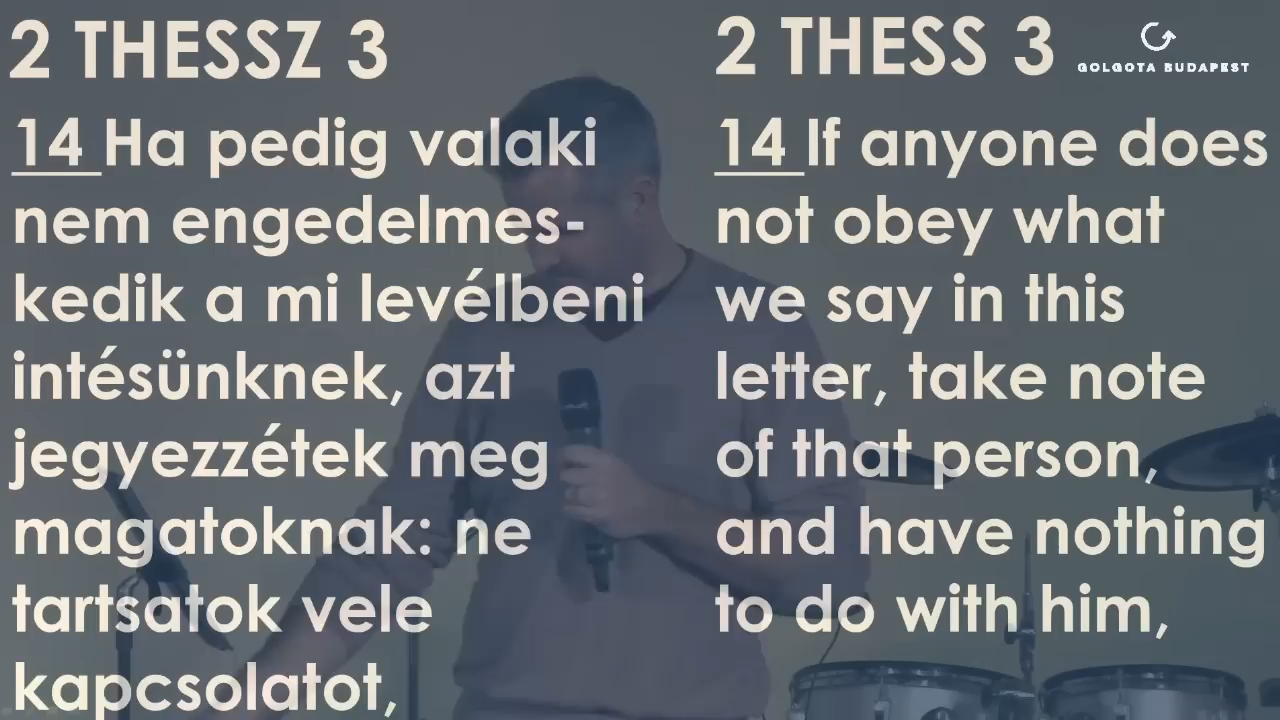 2 THESSZ 3
14 Ha pedig valaki
nem engedelmes-
kedik a mi levélbeni
intésünknek, azt
jegyezzétek meg
magatoknak: ne
tartsatok vele
kapcsolatot,
2 THESS 3
14 If anyone does
not obey what
we say in this
letter, take note
of that person,
and have nothing
to do with him,
GOLGOTA BUDAPEST